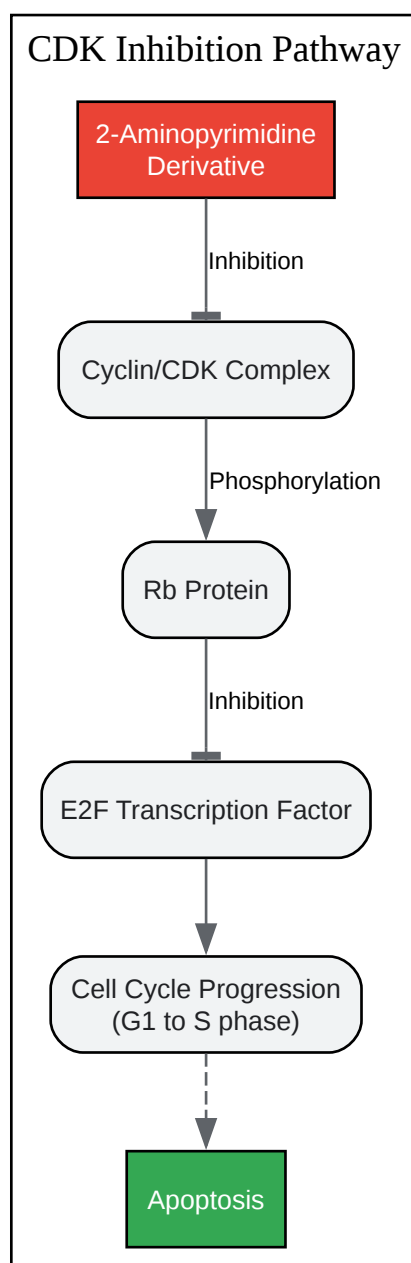 CDK Inhibition Pathway
2-Aminopyrimidine
Derivative
Inhibition
Cyclin/CDK Complex
Phosphorylation
Rb Protein
Inhibition
E2F Transcription Factor
Cell Cycle Progression
(G1 to S phase)
Apoptosis